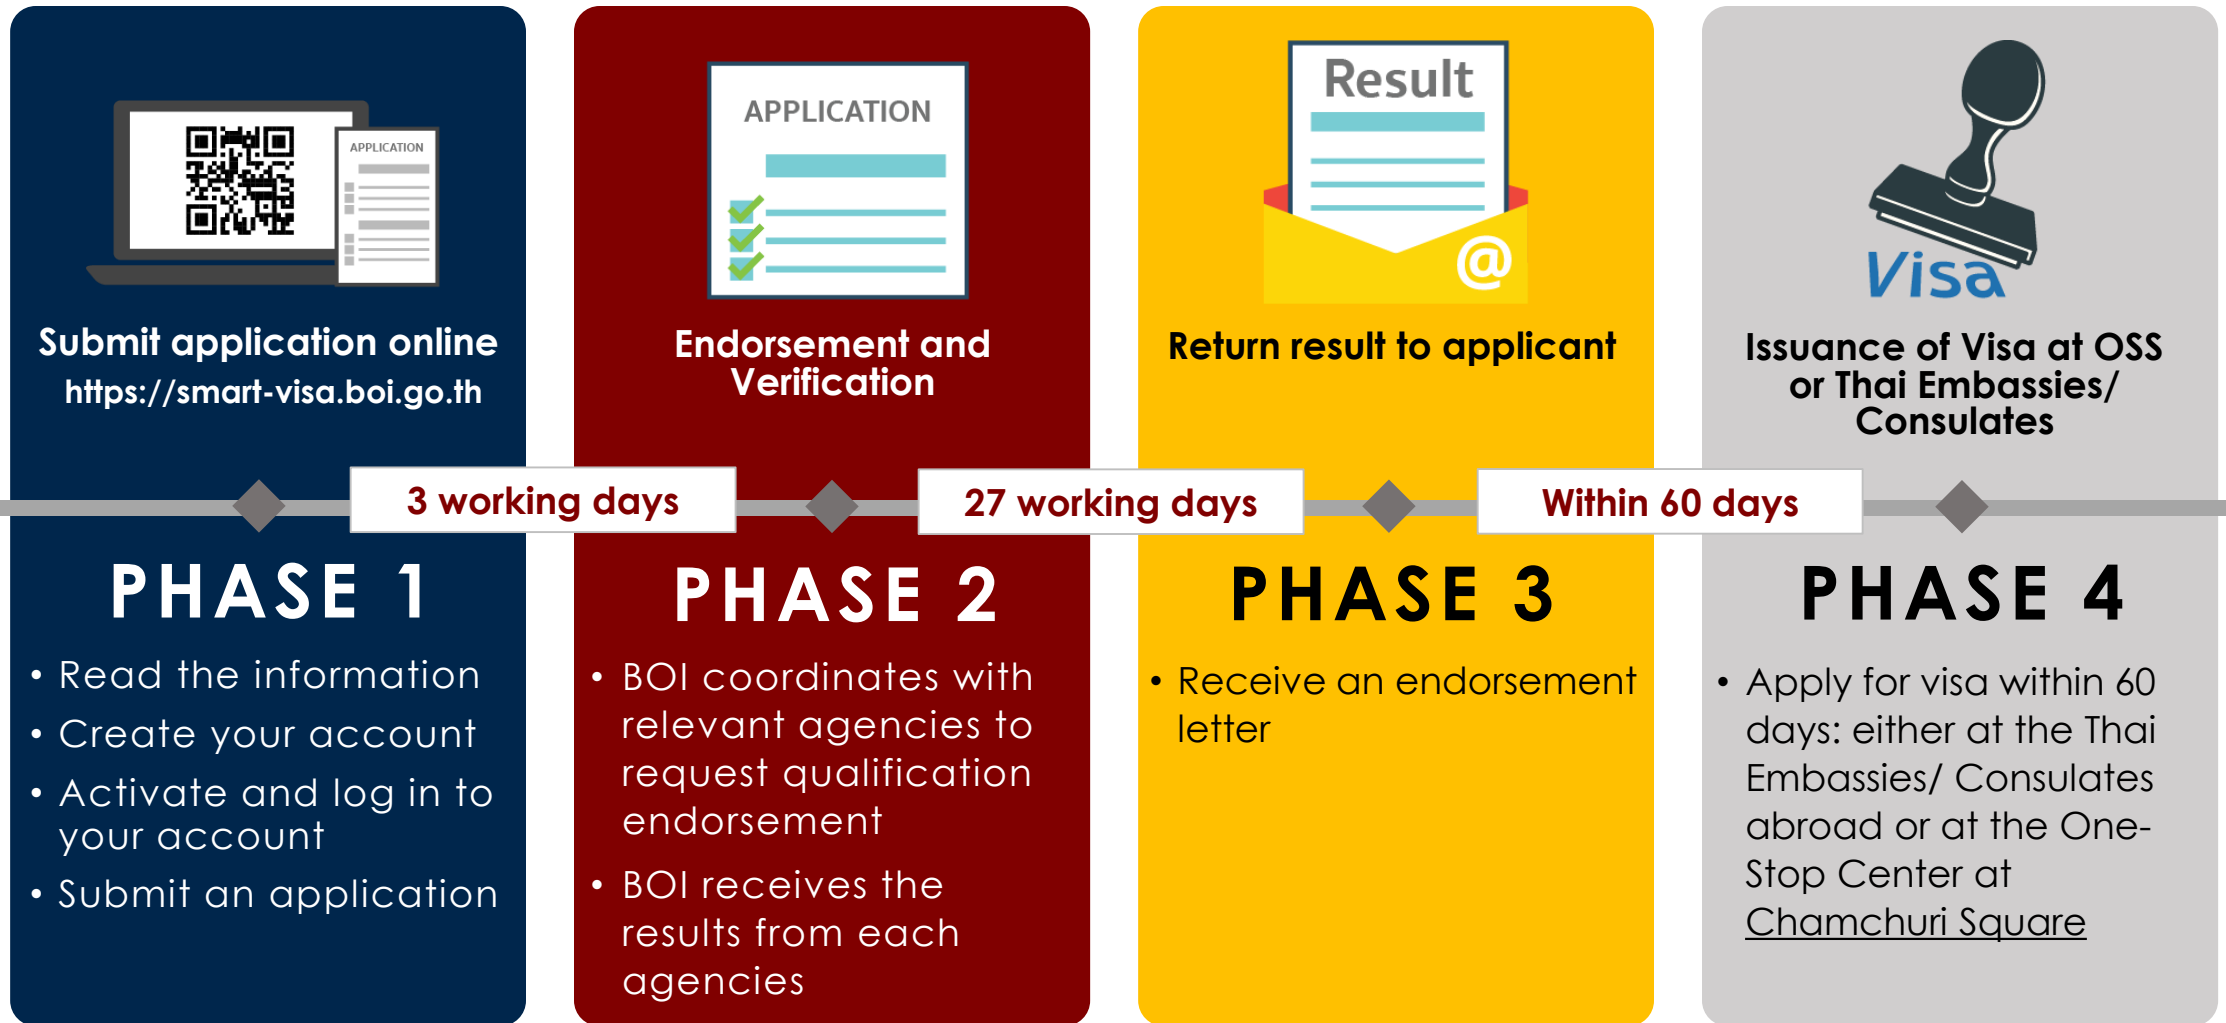 APPLICATION
Submit application online
https://smart-visa.boi.go.th
3 working days
PHASE 1
• Read the information
• Create your account
• Activate and log in to
your account
• Submit an application
APPLICATION
Endorsement and
Verification
27 working days
PHASE 2
• BOI coordinates with
relevant agencies to
request qualification
endorsement
• BOI receives the
results from each
agencies
Result
@
Return result to applicant
Within 60 days
PHASE 3
• Receive an endorsement
letter
Visa
Issuance of Visa at OSS
or Thai Embassies/
Consulates
PHASE 4
• Apply for visa within 60
days: either at the Thai
Embassies/ Consulates
abroad or at the One-
Stop Center at
Chamchuri Square